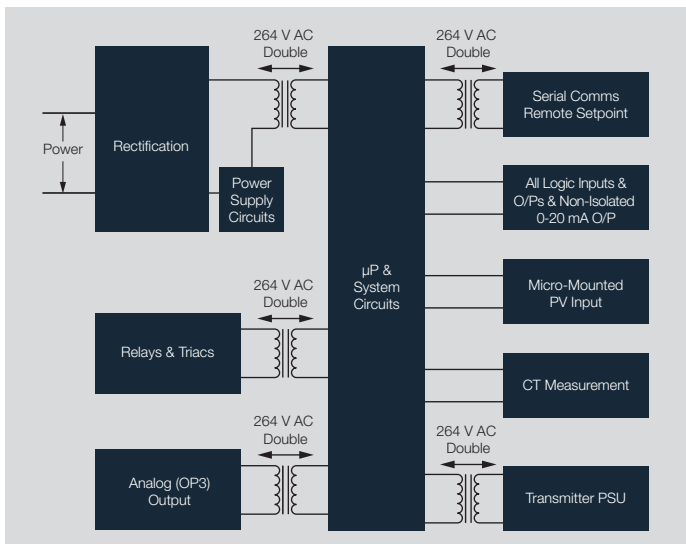 264 V AC
Double
264 V AC
Double
Power
Rectification
Power
Supply
Circuits
Serial Comms
Remote Setpoint
All Logic Inputs &
O/Ps & Non-Isolated
0-20 mA O/P
µP &
System
Circuits
Micro-Mounted
PV Input
264 V AC
Double
Relays & Triacs
CT Measurement
264 V AC
Double
264 V AC
Double
Analog (OP3)
Output
Transmitter PSU